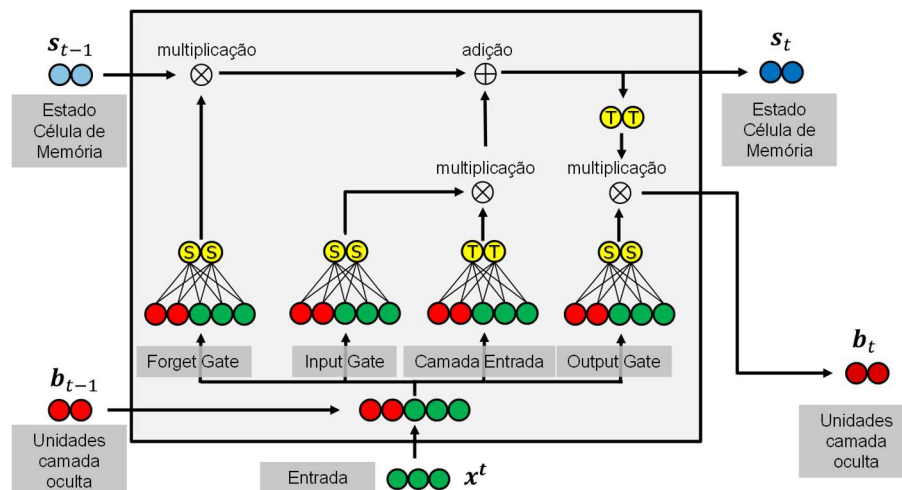 s_{t-1}
multiplicação
adição
s_t
Estado
Célula de
Memória
T T
Estado
Célula de
Memória
multiplicação
multiplicação
S S
S S
T T
S S
Forget Gate
Input Gate
Camada Entrada
Output Gate
b_{t-1}
b_t
Unidades
camada
oculta
Unidades
camada
oculta
Entrada
x^t